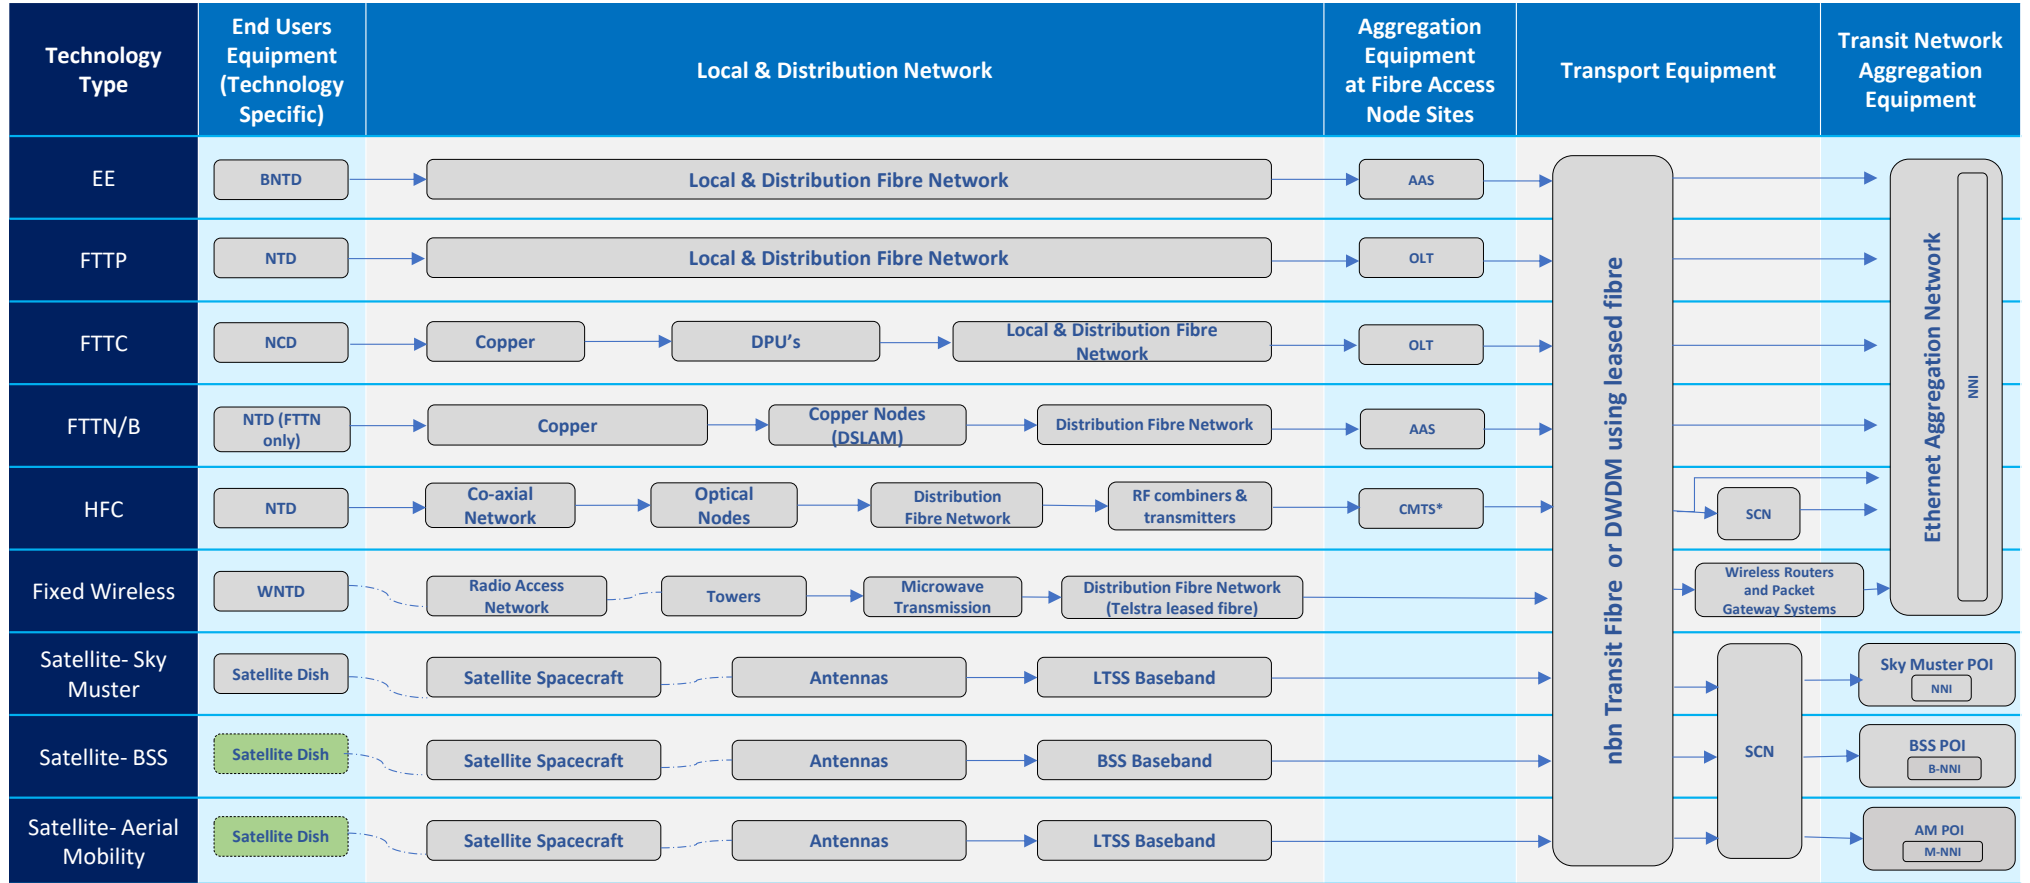 Technology
Type
End Users
Equipment
(Technology
Specific)
Local & Distribution Network
Aggregation
Equipment
at Fibre Access
Node Sites
Transport Equipment
Transit Network
Aggregation
Equipment
EE
BNTD
Local & Distribution Fibre Network
AAS
FTTP
NTD
Local & Distribution Fibre Network
OLT
FTTC
NCD
Copper
DPU's
Local & Distribution Fibre
Network
OLT
FTTN/B
NTD (FTTN
only)
Copper
Copper Nodes
(DSLAM)
Distribution Fibre Network
AAS
HFC
NTD
Co-axial
Network
Optical
Nodes
Distribution
Fibre Network
RF combiners &
transmitters
CMTS*
SCN
Fixed Wireless
WNTD
Radio Access
Network
Towers
Microwave
Transmission
Distribution Fibre Network
(Telstra leased fibre)
Wireless Routers
and Packet
Gateway Systems
nbn Transit Fibre or DWDM using leased fibre
Ethernet Aggregation Network
NNI
Satellite- Sky
Muster
Satellite Dish
Satellite Spacecraft
Antennas
LTSS Baseband
Sky Muster POI
NNI
Satellite- BSS
Satellite Dish
Satellite Spacecraft
Antennas
BSS Baseband
SCN
BSS POI
B-NNI
Satellite- Aerial
Mobility
Satellite Dish
Satellite Spacecraft
Antennas
LTSS Baseband
AM POI
M-NNI